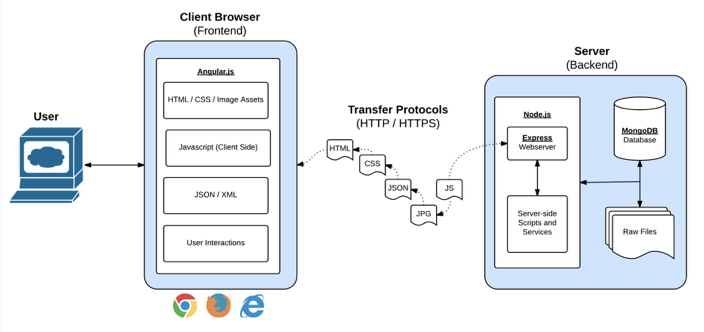 Client Browser
(Frontend)
Server
(Backend)
User
Transfer Protocols
(HTTP / HTTPS)
Angular.js
HTML / CSS / Image Assets
Javascript (Client Side)
JSON / XML
User Interactions
HTML
CSS
JSON
JPG
JS
Node.js
Express
Webserver
Server-side
Scripts and
Services
MongoDB
Database
Raw Files